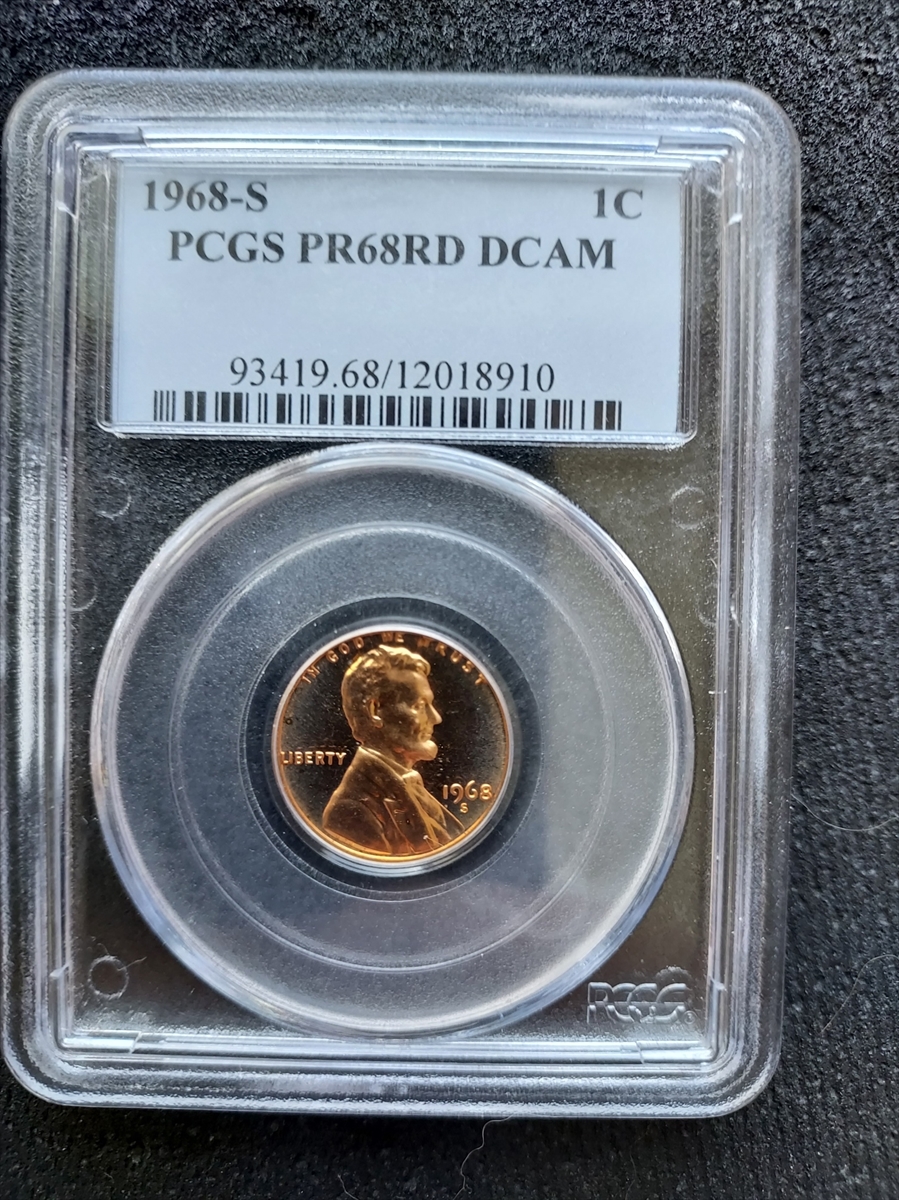 1968-S 1C
PCGS PR68RD DCAM
93419.68/12018910
IN GOD WE TRUST
LIBERTY
1968
S
PCGS